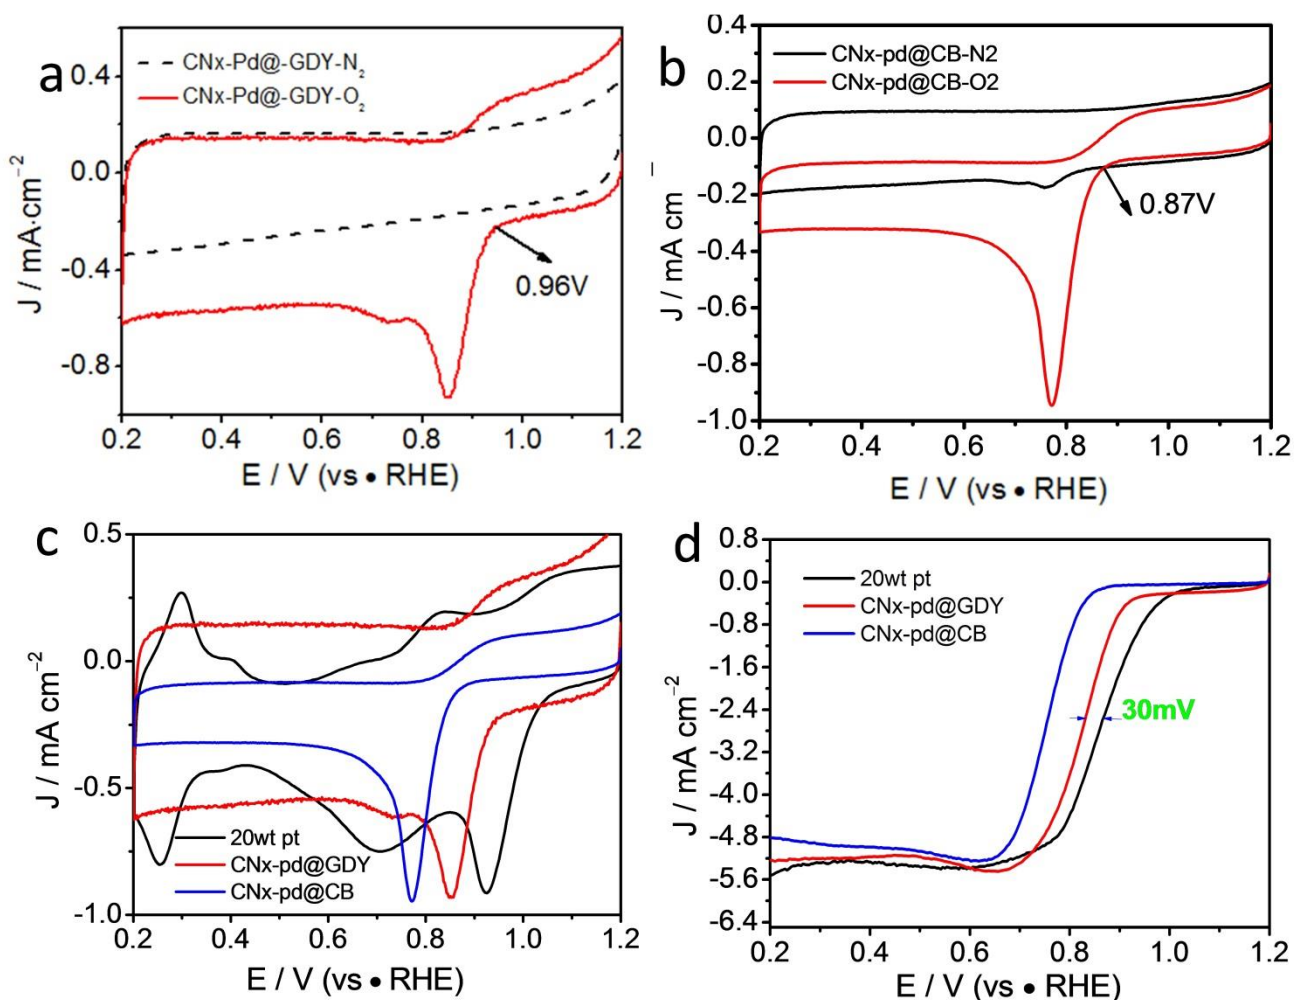 a
CNx-Pd@-GDY-N₂
CNx-Pd@-GDY-O₂
0.4
0.0
-0.4
-0.8
J / mA.cm⁻²
0.96V
0.2 0.4 0.6 0.8 1.0 1.2
E / V (vs • RHE)
b
CNx-pd@CB-N2
CNx-pd@CB-O2
0.4
0.2
0.0
-0.2
-0.4
-0.6
-0.8
-1.0
J / mA cm⁻
0.87V
0.2 0.4 0.6 0.8 1.0 1.2
E / V (vs • RHE)
c
0.5
0.0
-0.5
-1.0
J / mA cm⁻²
20wt pt
CNx-pd@GDY
CNx-pd@CB
0.2 0.4 0.6 0.8 1.0 1.2
E / V (vs • RHE)
d
0.8
0.0
-0.8
-1.6
-2.4
-3.2
-4.0
-4.8
-5.6
-6.4
J / mA cm⁻²
20wt pt
CNx-pd@GDY
CNx-pd@CB
30mV
0.2 0.4 0.6 0.8 1.0 1.2
E / V (vs • RHE)